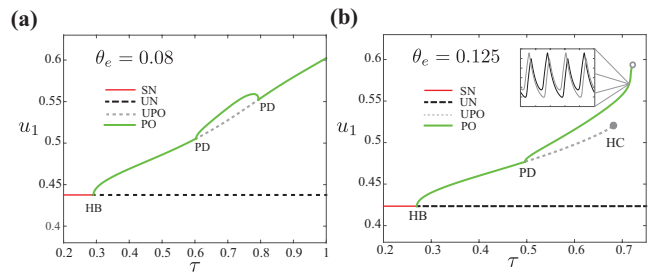 (a)
θe = 0.08
0.6
0.55
u1
0.5
0.45
0.4
SN
UN
UPO
PO
HB
PD
PD
0.2 0.3 0.4 0.5 0.6 0.7 0.8 0.9 1
τ
(b)
θe = 0.125
0.6
0.55
u1
0.5
0.45
0.4
SN
UN
UPO
PO
HB
PD
HC
0.2 0.3 0.4 0.5 0.6 0.7
τ